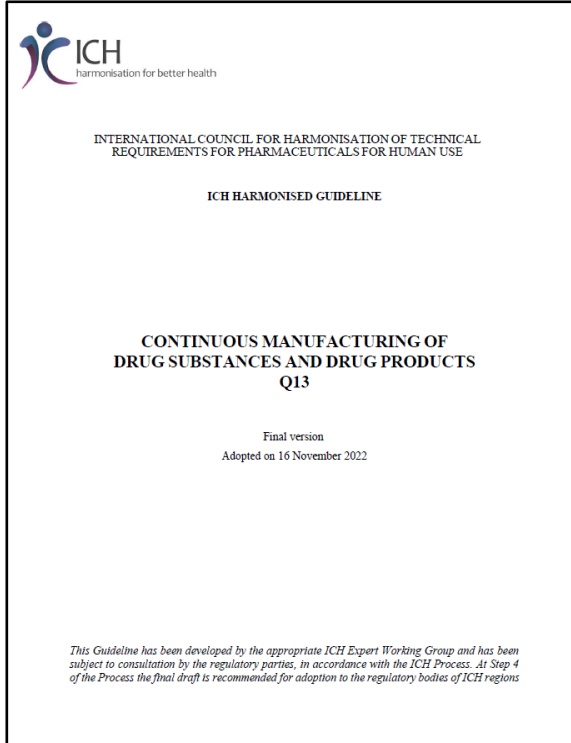 ICH
harmonisation for better health
INTERNATIONAL COUNCIL FOR HARMONISATION OF TECHNICAL
REQUIREMENTS FOR PHARMACEUTICALS FOR HUMAN USE
ICH HARMONISED GUIDELINE
CONTINUOUS MANUFACTURING OF
DRUG SUBSTANCES AND DRUG PRODUCTS
Q13
Final version
Adopted on 16 November 2022
This Guideline has been developed by the appropriate ICH Expert Working Group and has been
subject to consultation by the regulatory parties, in accordance with the ICH Process. At Step 4
of the Process the final draft is recommended for adoption to the regulatory bodies of ICH regions